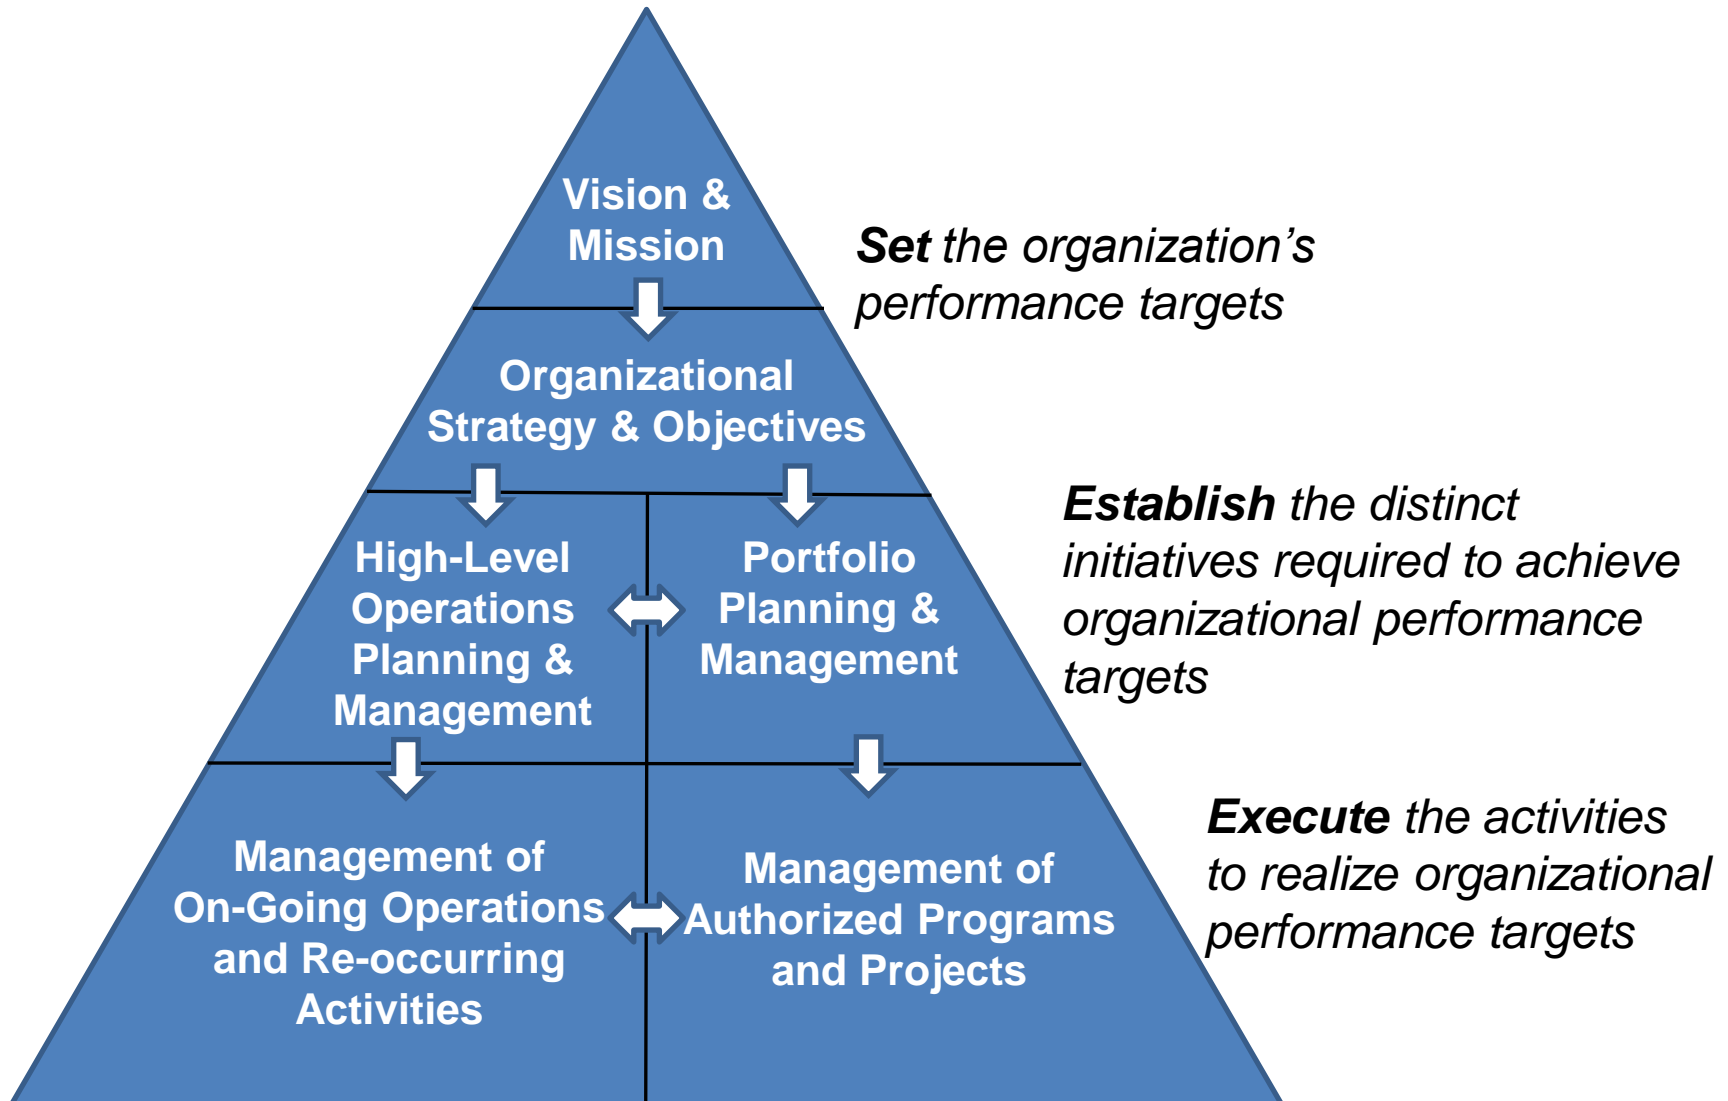 Vision &
Mission
Set the organization’s
performance targets
Organizational
Strategy & Objectives
High-Level
Operations
Planning &
Management
Portfolio
Planning &
Management
Establish the distinct
initiatives required to achieve
organizational performance
targets
Management of
On-Going Operations
and Re-occurring
Activities
Management of
Authorized Programs
and Projects
Execute the activities
to realize organizational
performance targets